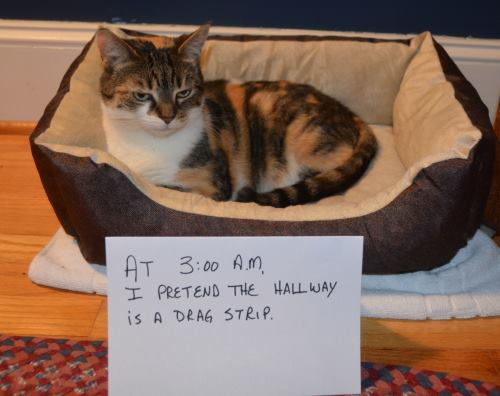 AT 3:00 A.M.
I PRETEND THE HALLWAY
iS A DRAG STRIP.